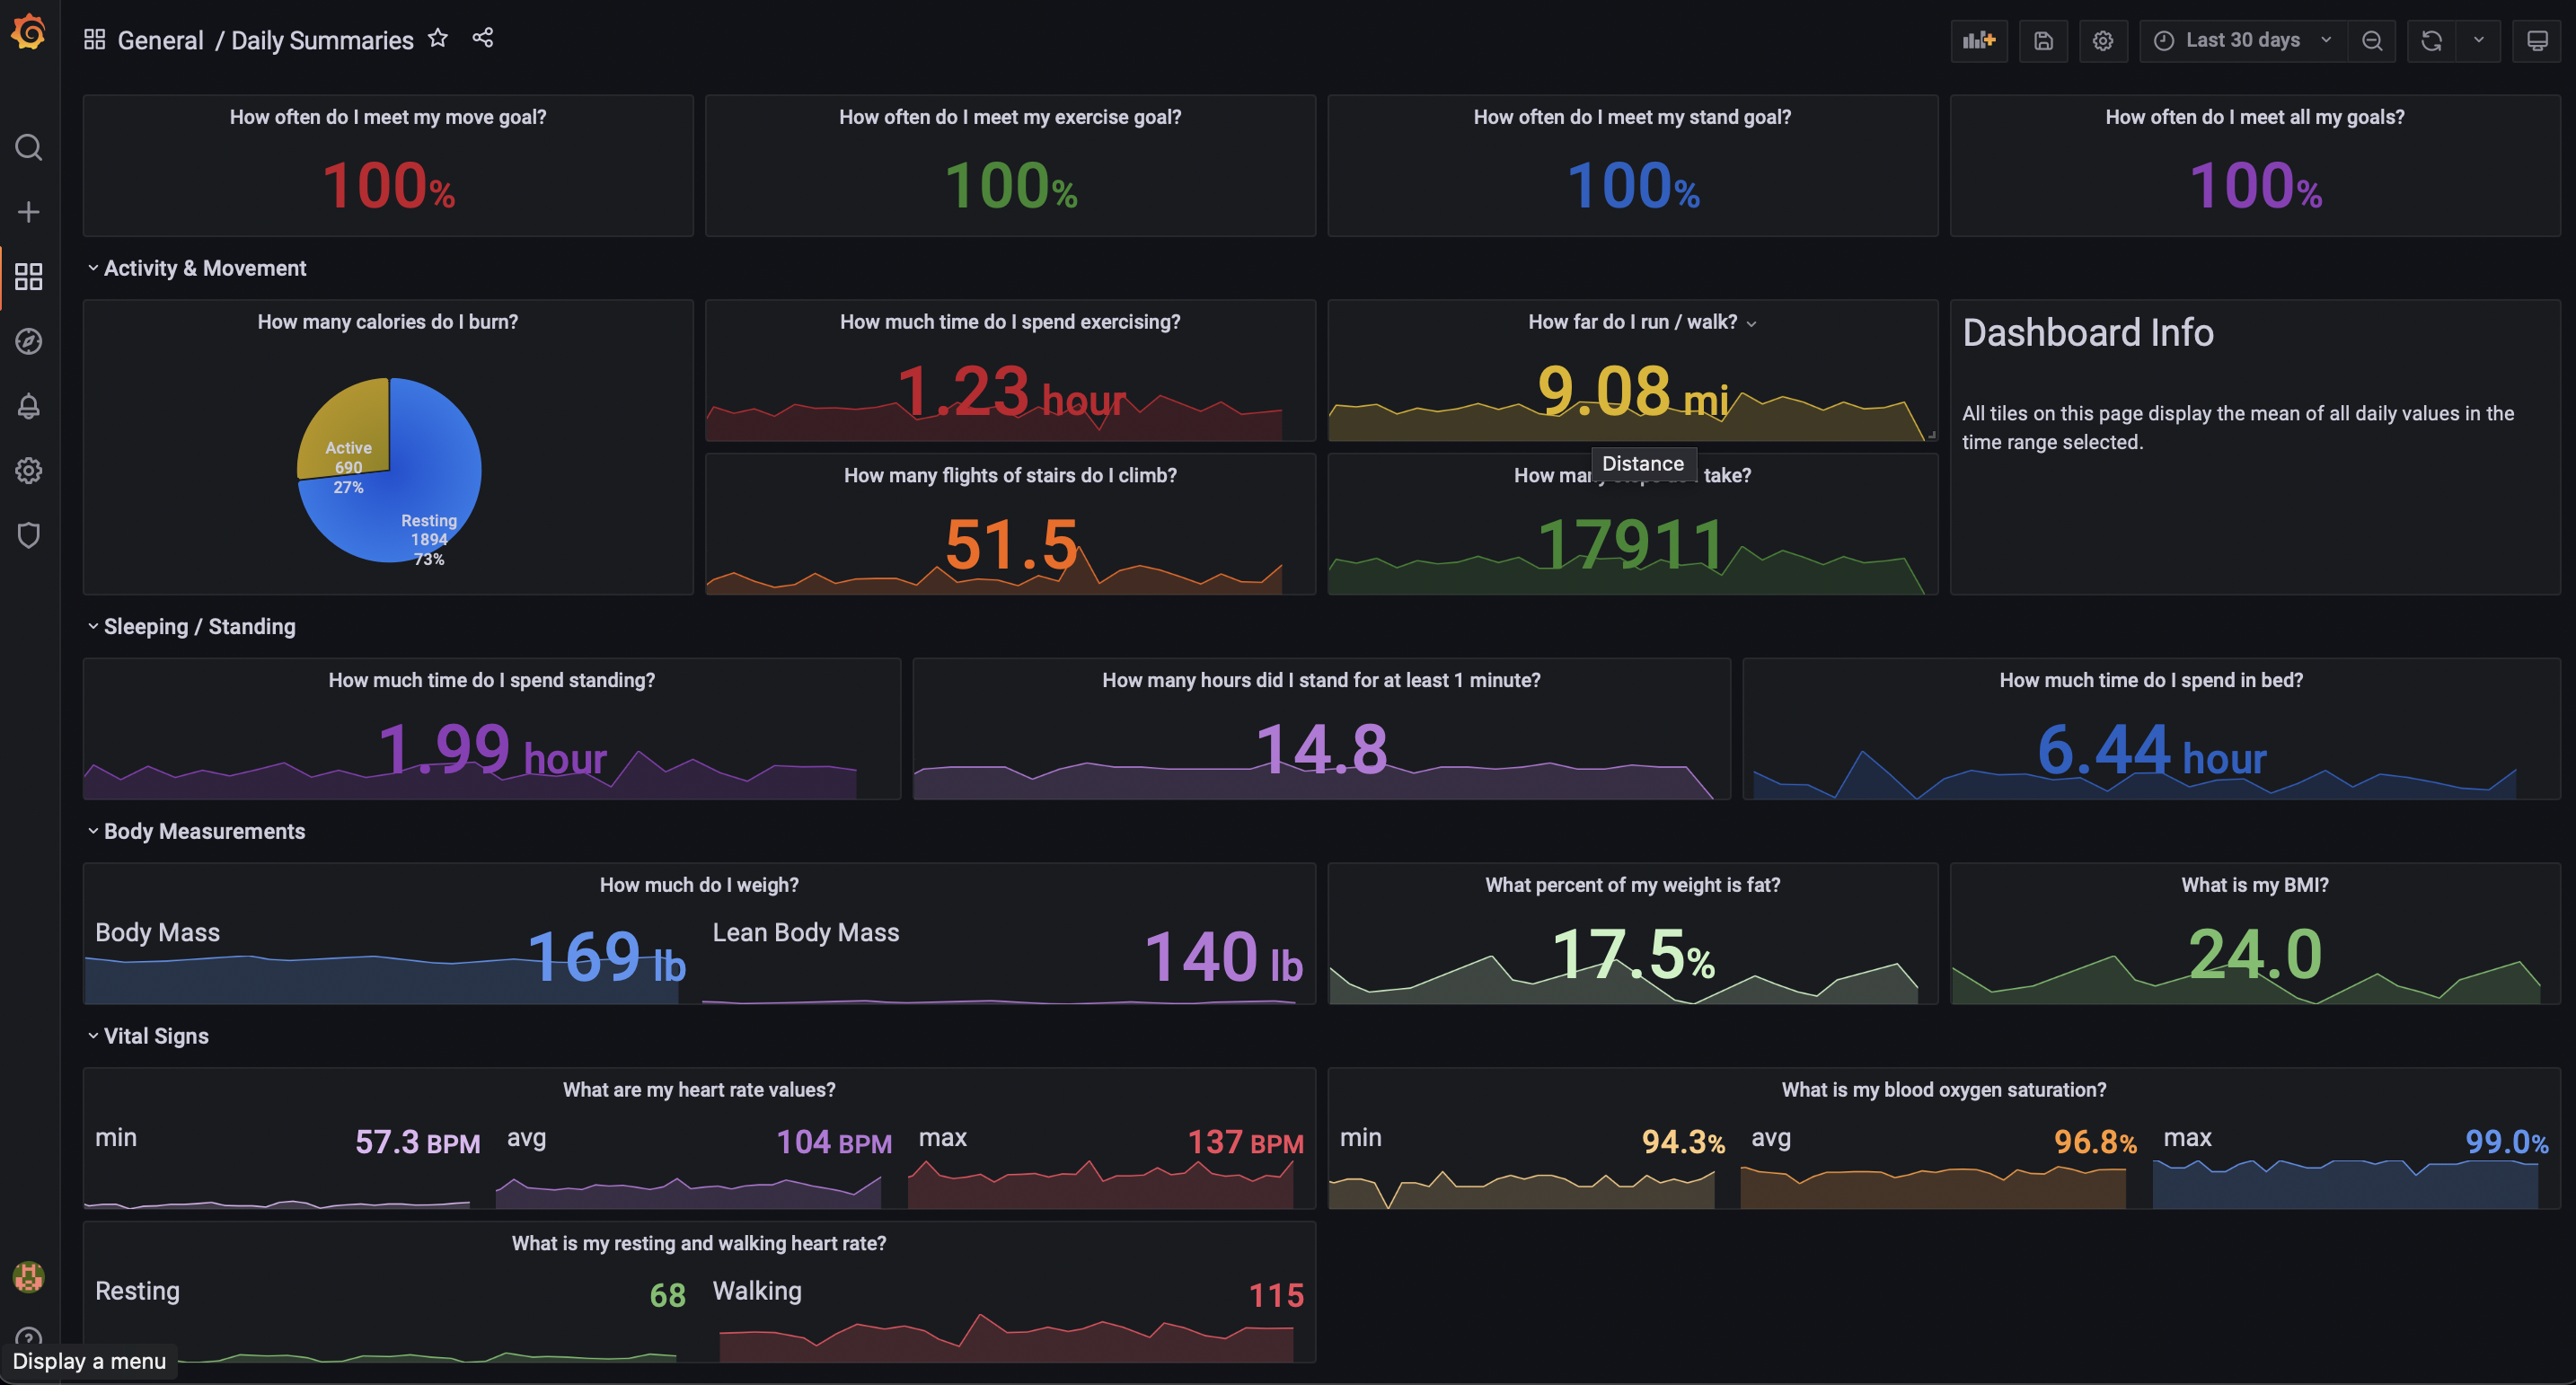 General / Daily Summaries
Last 30 days
How often do I meet my move goal?
100%
How often do I meet my exercise goal?
100%
How often do I meet my stand goal?
100%
How often do I meet all my goals?
100%
Activity & Movement
How many calories do I burn?
Active
690
27%
Resting
1894
73%
How much time do I spend exercising?
1.23 hour
How far do I run / walk?
9.08 mi
Dashboard Info
All tiles on this page display the mean of all daily values in the
time range selected.
Distance
How many flights of stairs do I climb?
51.5
How many steps do I take?
17911
Sleeping / Standing
How much time do I spend standing?
1.99 hour
How many hours did I stand for at least 1 minute?
14.8
How much time do I spend in bed?
6.44 hour
Body Measurements
How much do I weigh?
Body Mass
169 lb
Lean Body Mass
140 lb
What percent of my weight is fat?
17.5%
What is my BMI?
24.0
Vital Signs
What are my heart rate values?
min
57.3 BPM
avg
104 BPM
max
137 BPM
What is my blood oxygen saturation?
min
94.3%
avg
96.8%
max
99.0%
What is my resting and walking heart rate?
Resting
68
Walking
115
Display a menu